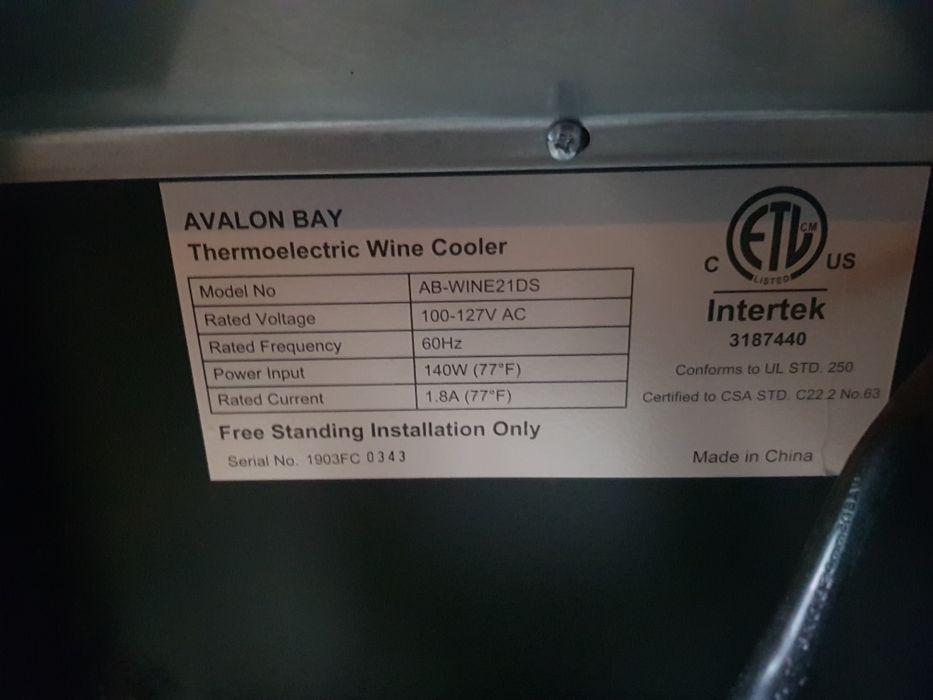 AVALON BAY
Thermoelectric Wine Cooler
Model No AB-WINE21DS
Rated Voltage 100-127V AC
Rated Frequency 60Hz
Power Input 140W (77°F)
Rated Current 1.8A (77°F)
Free Standing Installation Only
Serial No. 1903FC 0343
ETL CM
C US
LISTED
Intertek
3187440
Conforms to UL STD. 250
Certified to CSA STD. C22.2 No.63
Made in China